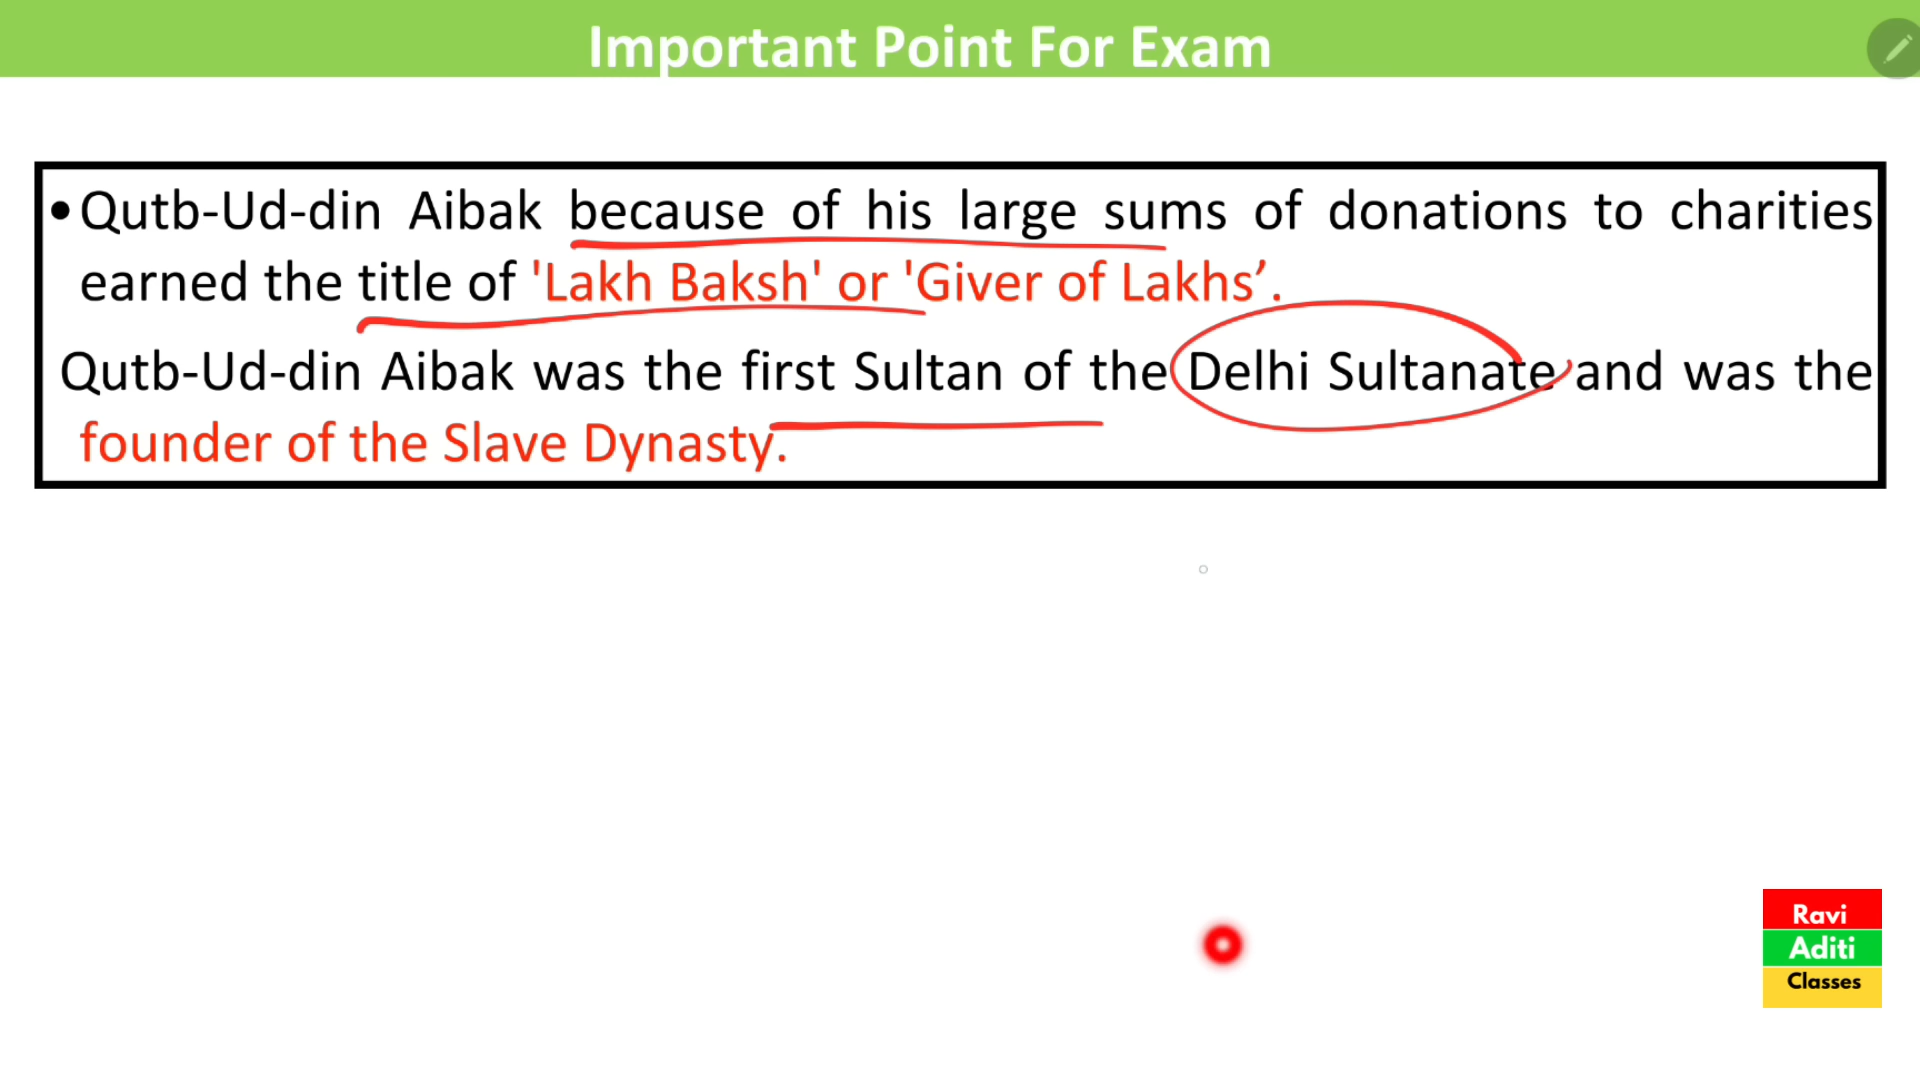 Important Point For Exam
•Qutb-Ud-din Aibak because of his large sums of donations to charities
earned the title of 'Lakh Baksh' or 'Giver of Lakhs’.
Qutb-Ud-din Aibak was the first Sultan of the Delhi Sultanate and was the
founder of the Slave Dynasty.
Ravi
Aditi
Classes